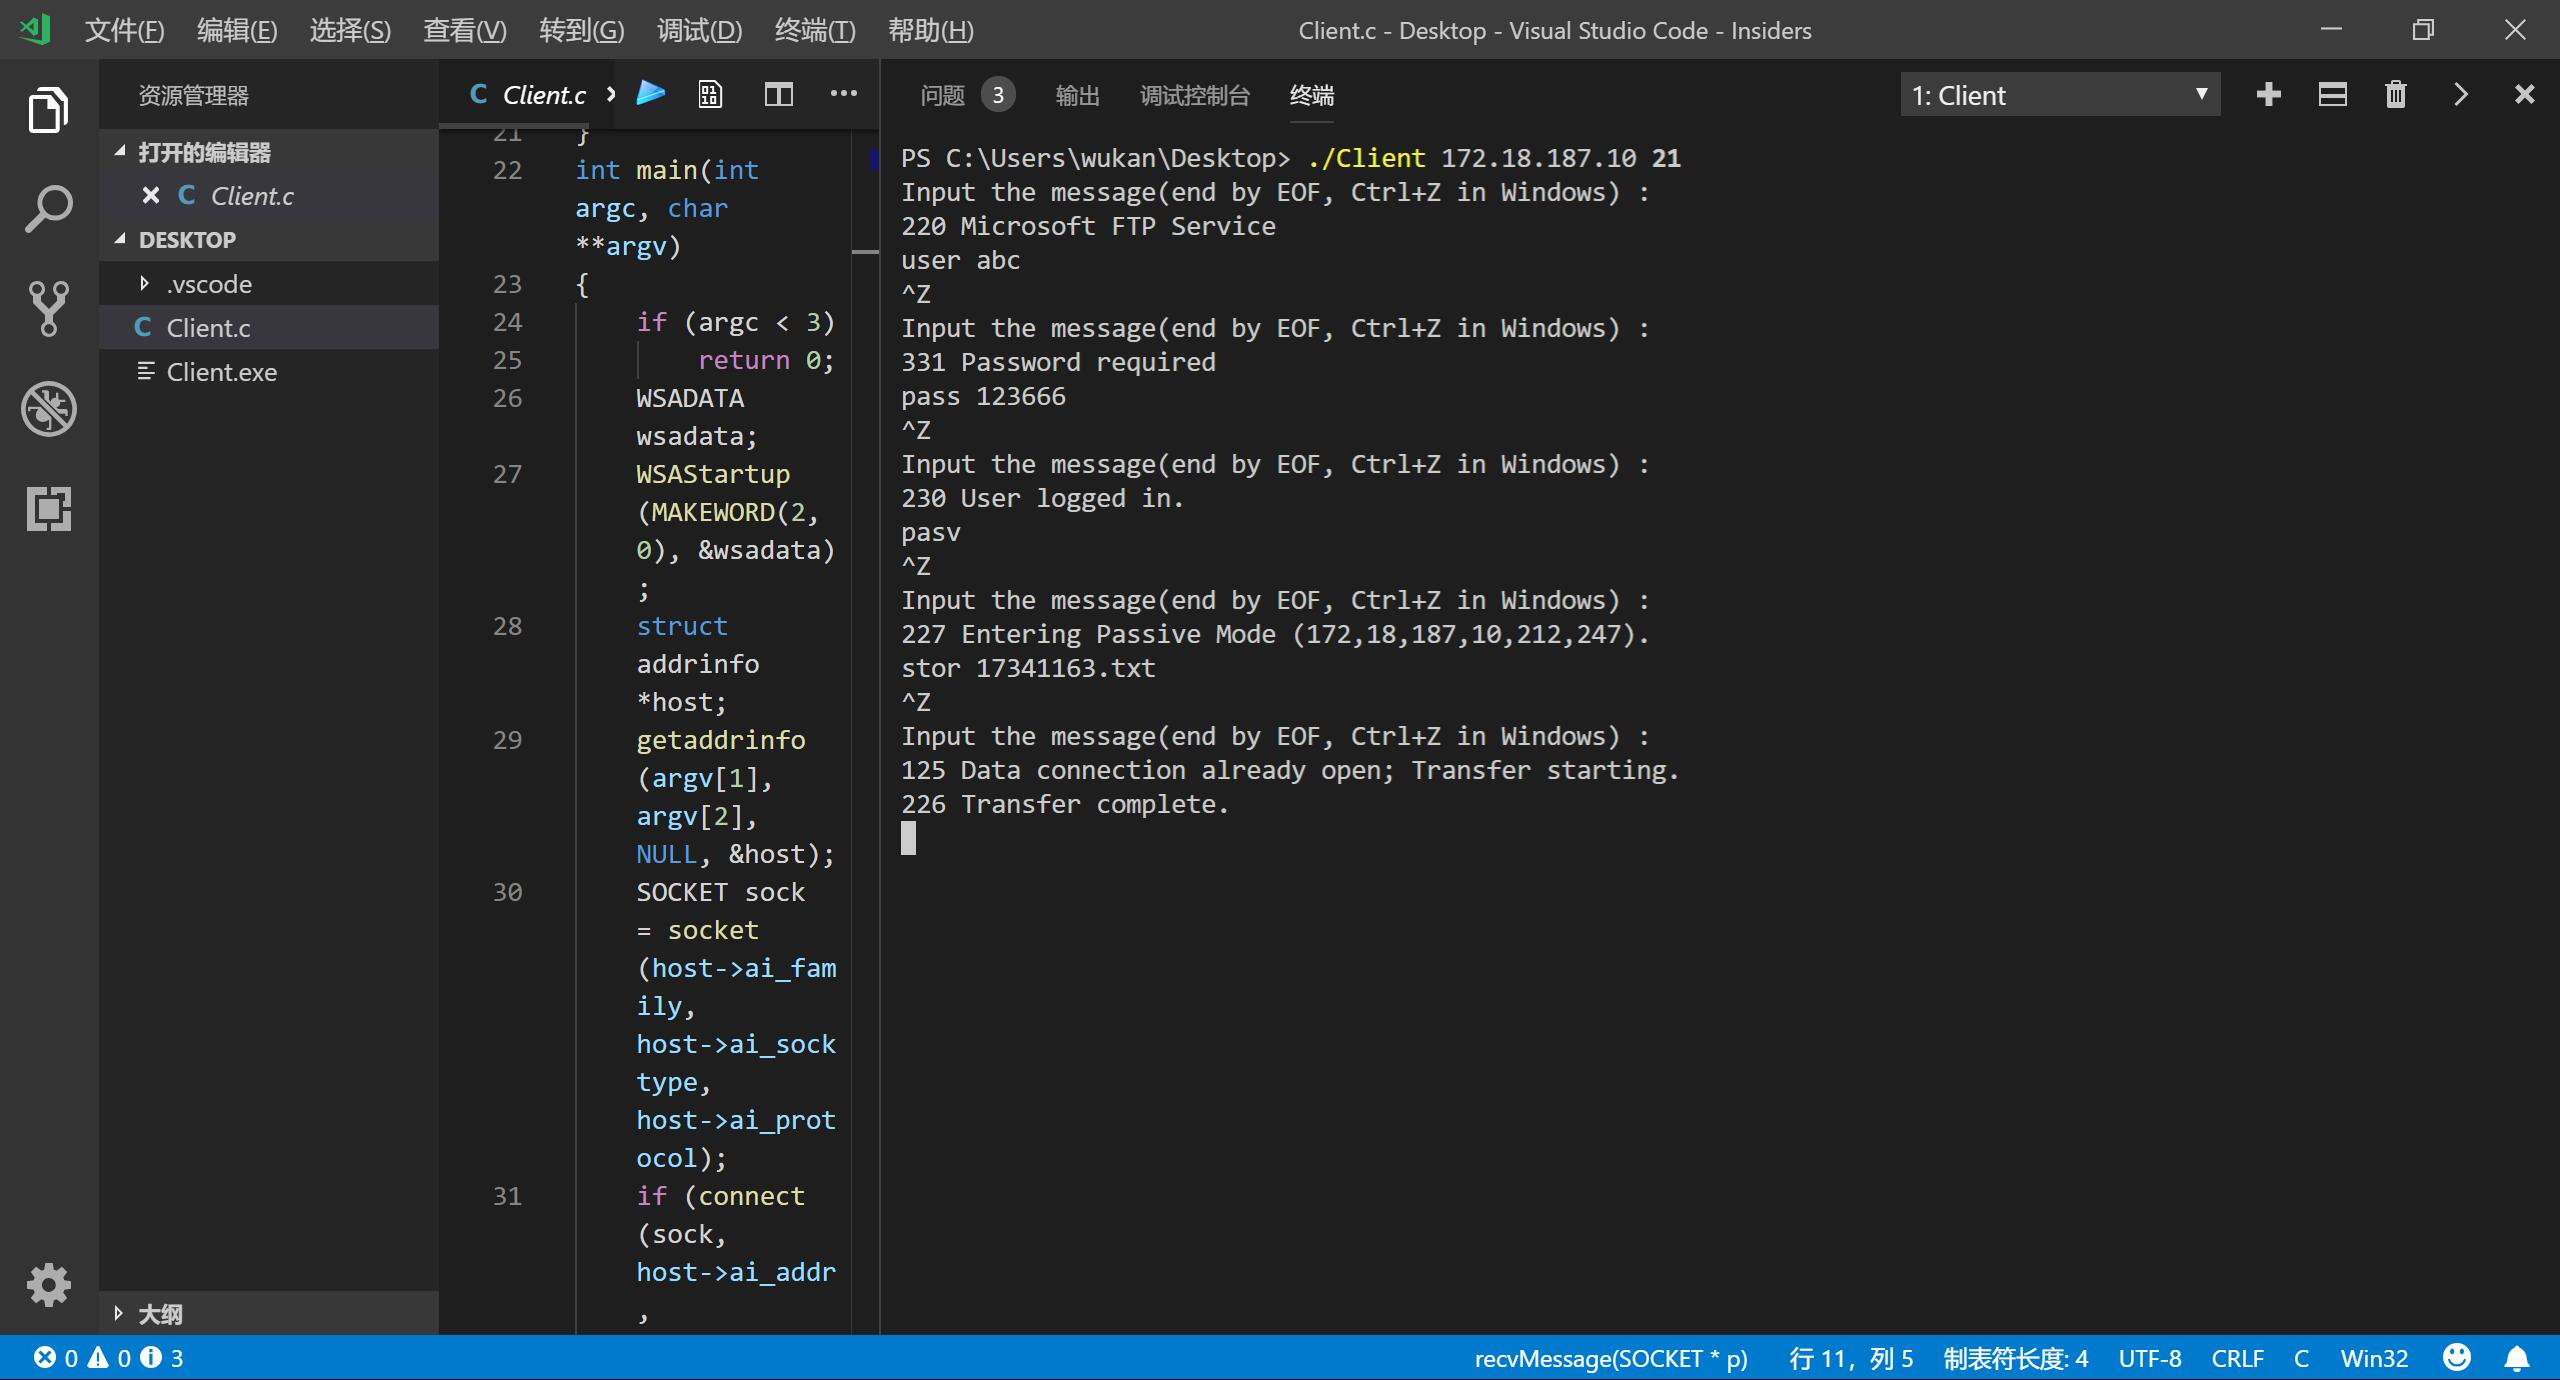 文件(F) 编辑(E) 选择(S) 查看(V) 转到(G) 调试(D) 终端(T) 帮助(H) Client.c - Desktop - Visual Studio Code - Insiders
资源管理器
打开的编辑器
C Client.c
DESKTOP
.vscode
C Client.c
Client.exe
大纲
C Client.c
21 }
22 int main(int
argc, char
**argv)
23 {
24 if (argc < 3)
25 return 0;
26 WSADATA
wsadata;
27 WSAStartup
(MAKEWORD(2,
0), &wsadata)
;
28 struct
addrinfo
*host;
29 getaddrinfo
(argv[1],
argv[2],
NULL, &host);
30 SOCKET sock
= socket
(host->ai_fam
ily,
host->ai_sock
type,
host->ai_prot
ocol);
31 if (connect
(sock,
host->ai_addr
,
问题 3 输出 调试控制台 终端 1: Client
PS C:\Users\wukan\Desktop> ./Client 172.18.187.10 21
Input the message(end by EOF, Ctrl+Z in Windows) :
220 Microsoft FTP Service
user abc
^Z
Input the message(end by EOF, Ctrl+Z in Windows) :
331 Password required
pass 123666
^Z
Input the message(end by EOF, Ctrl+Z in Windows) :
230 User logged in.
pasv
^Z
Input the message(end by EOF, Ctrl+Z in Windows) :
227 Entering Passive Mode (172,18,187,10,212,247).
stor 17341163.txt
^Z
Input the message(end by EOF, Ctrl+Z in Windows) :
125 Data connection already open; Transfer starting.
226 Transfer complete.
0 0 3 recvMessage(SOCKET * p) 行 11，列 5 制表符长度: 4 UTF-8 CRLF C Win32